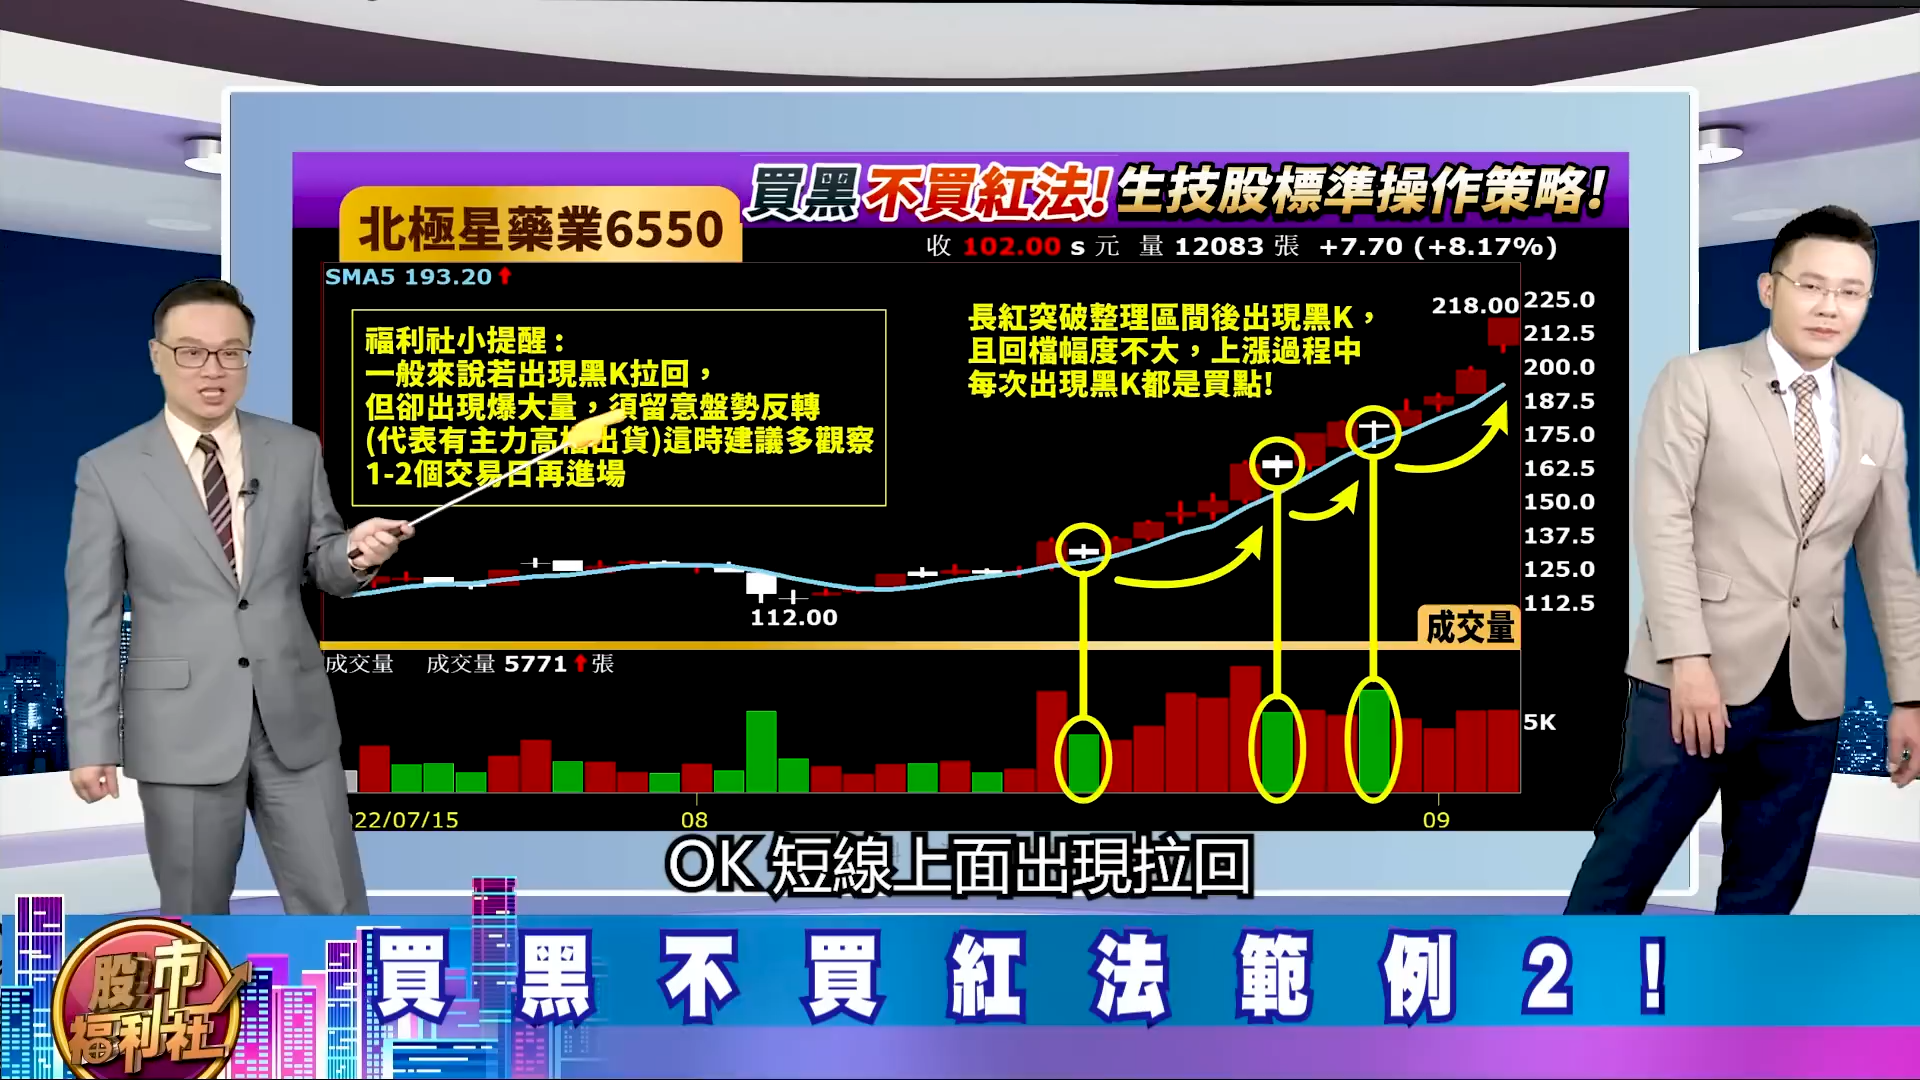 買黑不買紅法!生技股標準操作策略!
北極星藥業6550
收 102.00 s 元 量 12083 張 +7.70 (+8.17%)
SMA5 193.20
福利社小提醒：
一般來說若出現黑K拉回，
但卻出現爆大量，須留意盤勢反轉
(代表有主力高檔出貨)這時建議多觀察
1-2個交易日再進場
長紅突破整理區間後出現黑K，
且回檔幅度不大，上漲過程中
每次出現黑K都是買點!
218.00
225.0
212.5
200.0
187.5
175.0
162.5
150.0
137.5
125.0
112.5
112.00
成交量
成交量 成交量 5771 張
5K
22/07/15
08
09
OK 短線上面出現拉回
買黑不買紅法範例2!
股市
福利社